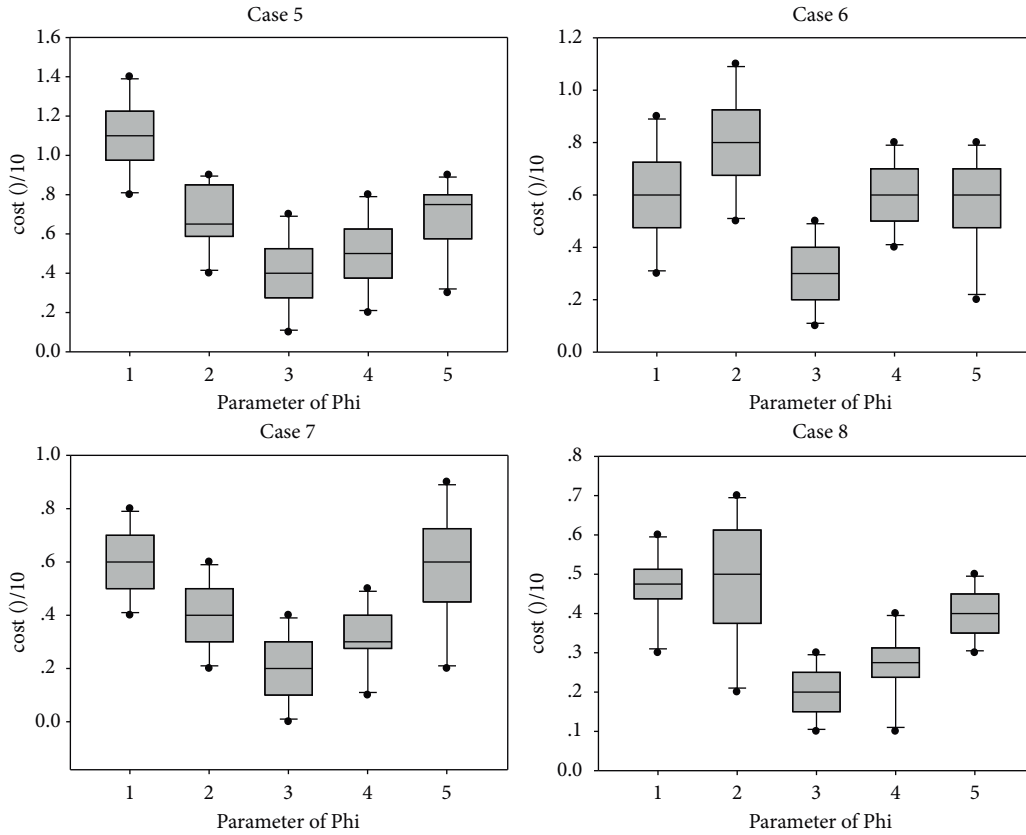 Case 5
1.6
1.4
1.2
1.0
.8
.6
.4
.2
0.0
cost ()/10
1 2 3 4 5
Parameter of Phi
Case 6
1.2
1.0
.8
.6
.4
.2
0.0
cost ()/10
1 2 3 4 5
Parameter of Phi
Case 7
1.0
.8
.6
.4
.2
0.0
cost ()/10
1 2 3 4 5
Parameter of Phi
Case 8
.8
.7
.6
.5
.4
.3
.2
.1
0.0
cost ()/10
1 2 3 4 5
Parameter of Phi